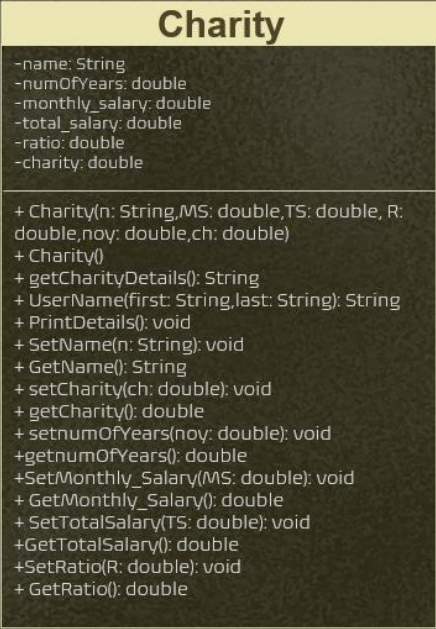 Charity
-name: String
-numOfYears: double
-monthly_salary: double
-total_salary: double
-ratio: double
-charity: double
+ Charity(n: String,MS: double,TS: double, R:
double,noy: double,ch: double)
+ Charity()
+ getCharityDetails(): String
+ UserName(first: String,last: String): String
+ PrintDetails(): void
+ SetName(n: String): void
+ GetName(): String
+ setCharity(ch: double): void
+ getCharity(): double
+ setnumOfYears(noy: double): void
+getnumOfYears(): double
+SetMonthly_Salary(MS: double): void
+ GetMonthly_Salary(): double
+ SetTotalSalary(TS: double): void
+GetTotalSalary(): double
+SetRatio(R: double): void
+ GetRatio(): double